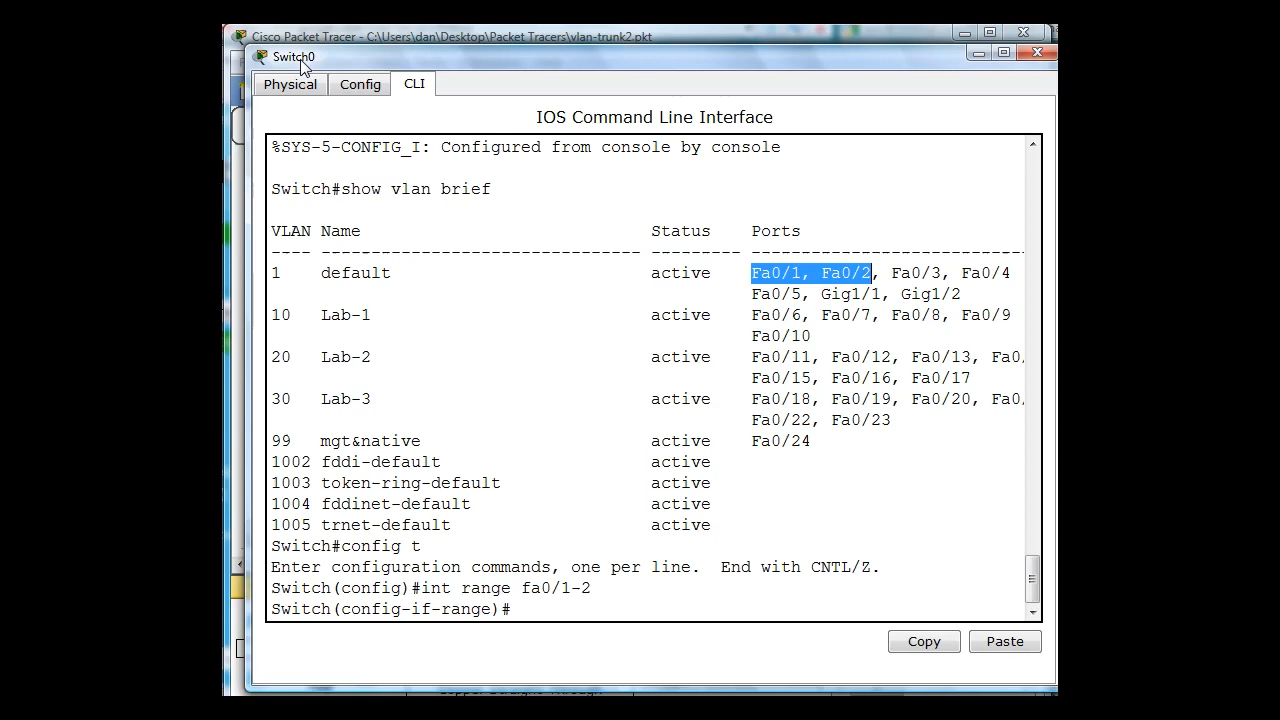 Cisco Packet Tracer - C:\Users\dan\Desktop\Packet Tracers\vlan-trunk2.pkt
Switch0
Physical Config CLI
IOS Command Line Interface
%SYS-5-CONFIG_I: Configured from console by console
Switch#show vlan brief
VLAN Name Status Ports
---- -------------------------------- --------- -------------------------------
1 default active Fa0/1, Fa0/2, Fa0/3, Fa0/4
Fa0/5, Gig1/1, Gig1/2
10 Lab-1 active Fa0/6, Fa0/7, Fa0/8, Fa0/9
Fa0/10
20 Lab-2 active Fa0/11, Fa0/12, Fa0/13, Fa0/
Fa0/15, Fa0/16, Fa0/17
30 Lab-3 active Fa0/18, Fa0/19, Fa0/20, Fa0/
Fa0/22, Fa0/23
99 mgt&native active Fa0/24
1002 fddi-default active
1003 token-ring-default active
1004 fddinet-default active
1005 trnet-default active
Switch#config t
Enter configuration commands, one per line. End with CNTL/Z.
Switch(config)#int range fa0/1-2
Switch(config-if-range)#
Copy Paste